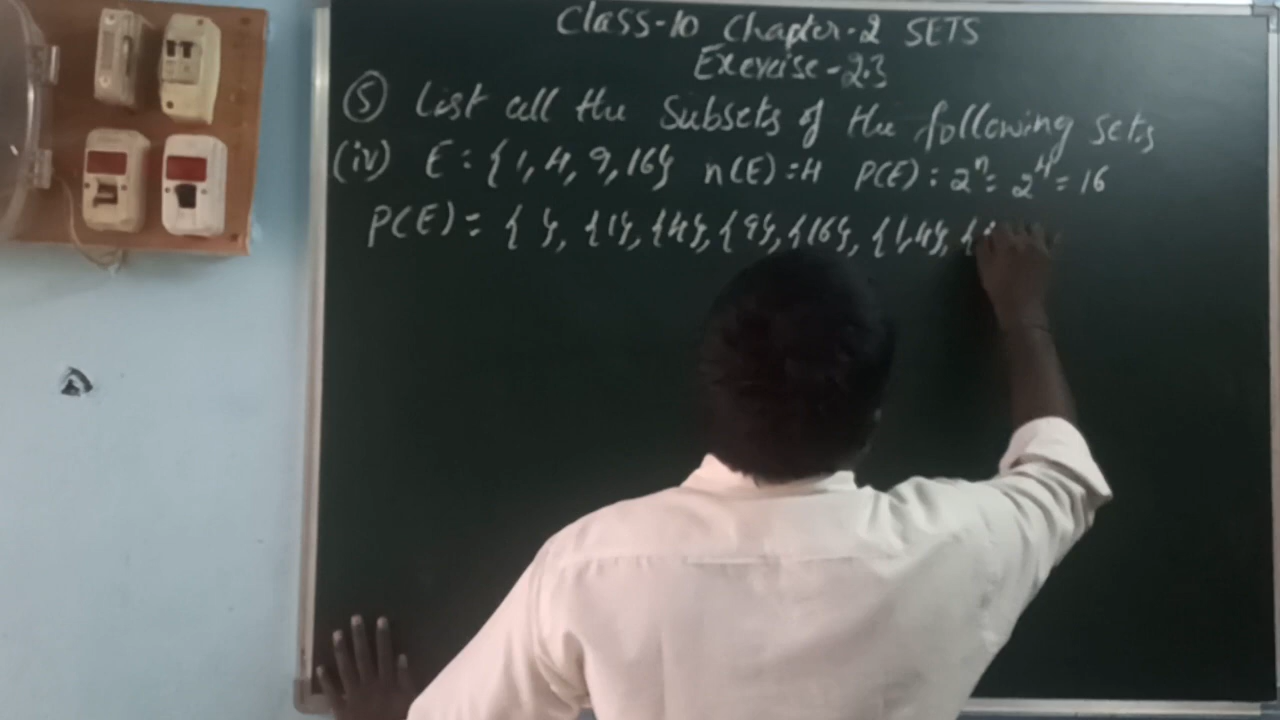 Class-10 Chapter-2 SETS
Exercise-2.3
⑤ List all the Subsets of the following sets
(iv) E = {1, 4, 9, 16} n(E) = 4 P(E) = 2ⁿ = 2⁴ = 16
P(E) = { }, {1}, {4}, {9}, {16}, {1,4}, {